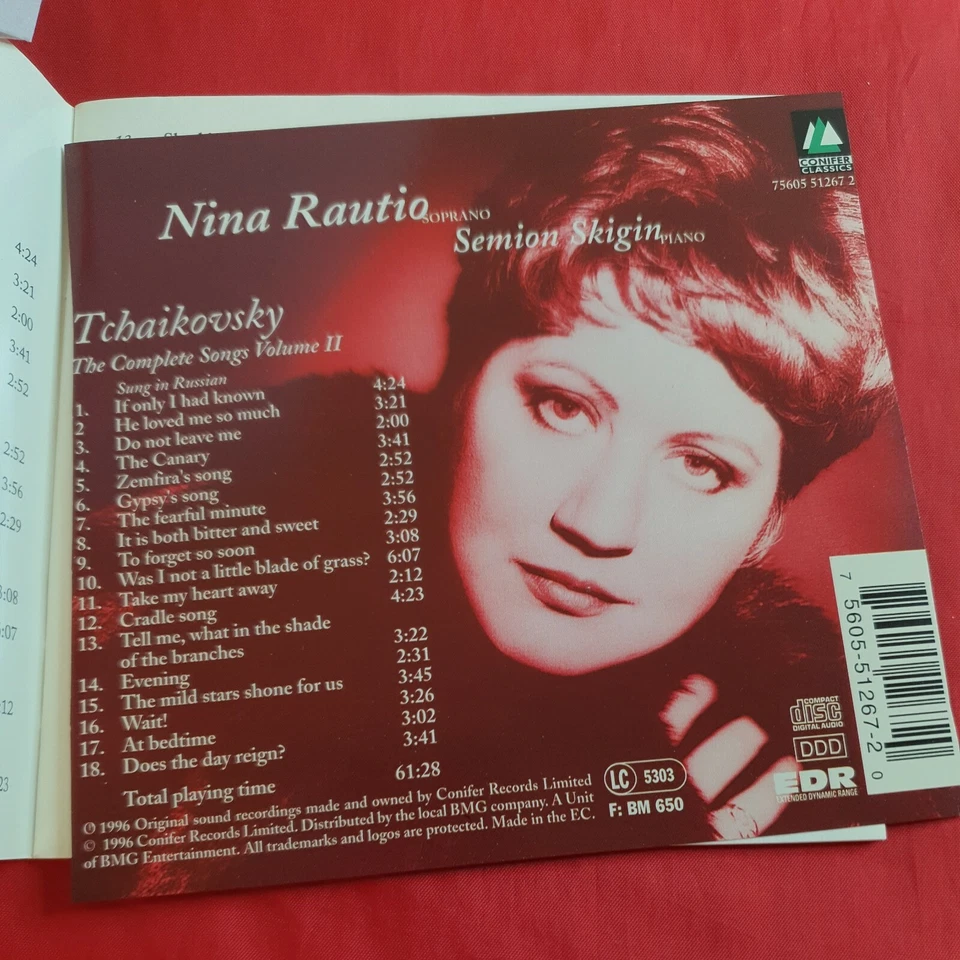 4:24
3:21
2:00
3:41
2:52
2:52
3:56
2:29
3:08
6:07
:12
23
CONIFER
CLASSICS
75605 51267 2
Nina Rautio SOPRANO
Semion Skigin PIANO
Tchaikovsky
The Complete Songs Volume II
Sung in Russian
1. If only I had known 4:24
2 He loved me so much 3:21
3. Do not leave me 2:00
4. The Canary 3:41
5. Zemfira's song 2:52
6. Gypsy's song 2:52
7. The fearful minute 3:56
8. It is both bitter and sweet 2:29
9. To forget so soon 3:08
10. Was I not a little blade of grass? 6:07
11. Take my heart away 2:12
12. Cradle song 4:23
13. Tell me, what in the shade
of the branches 3:22
14. Evening 2:31
15. The mild stars shone for us 3:45
16. Wait! 3:26
17. At bedtime 3:02
18. Does the day reign? 3:41
Total playing time 61:28
℗ 1996 Original sound recordings made and owned by Conifer Records Limited
© 1996 Conifer Records Limited. Distributed by the local BMG company. A Unit
of BMG Entertainment. All trademarks and logos are protected. Made in the EC.
LC 5303
F: BM 650
COMPACT
disc
DIGITAL AUDIO
DDD
EDR
EXTENDED DYNAMIC RANGE
7 5605-51267-2 0